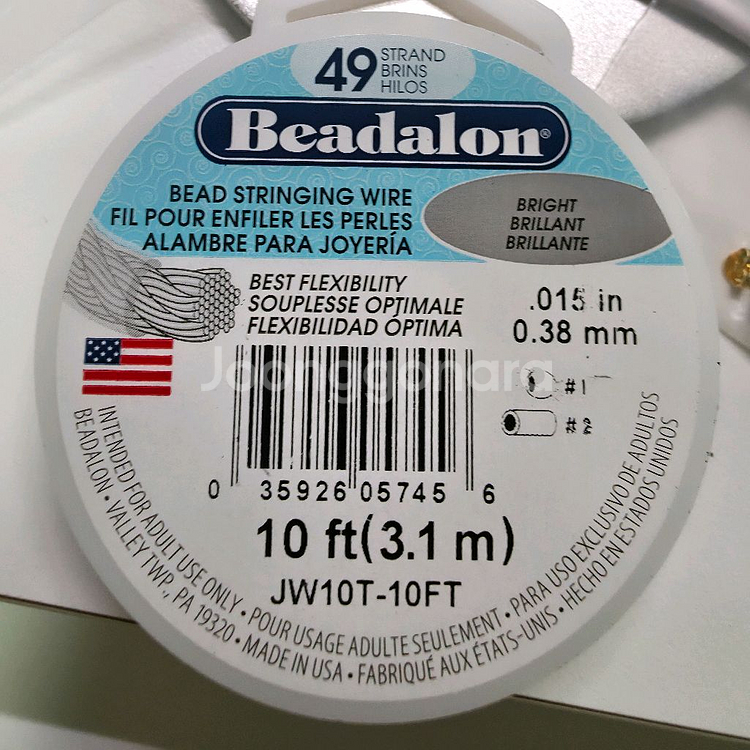 49
STRAND
BRINS
HILOS
Beadalon®
BEAD STRINGING WIRE
FIL POUR ENFILER LES PERLES
ALAMBRE PARA JOYERÍA
BRIGHT
BRILLANT
BRILLANTE
BEST FLEXIBILITY
SOUPLESSE OPTIMALE
FLEXIBILIDAD ÓPTIMA
.015 in
0.38 mm
#1
#2
Joonggonara
0 35926 05745 6
10 ft(3.1 m)
JW10T-10FT
INTENDED FOR ADULT USE ONLY • POUR USAGE ADULTE SEULEMENT • PARA USO EXCLUSIVO DE ADULTOS
BEADALON • VALLEY TWP., PA 19320 • MADE IN USA • FABRIQUÉ AUX ÉTATS-UNIS • HECHO EN ESTADOS UNIDOS